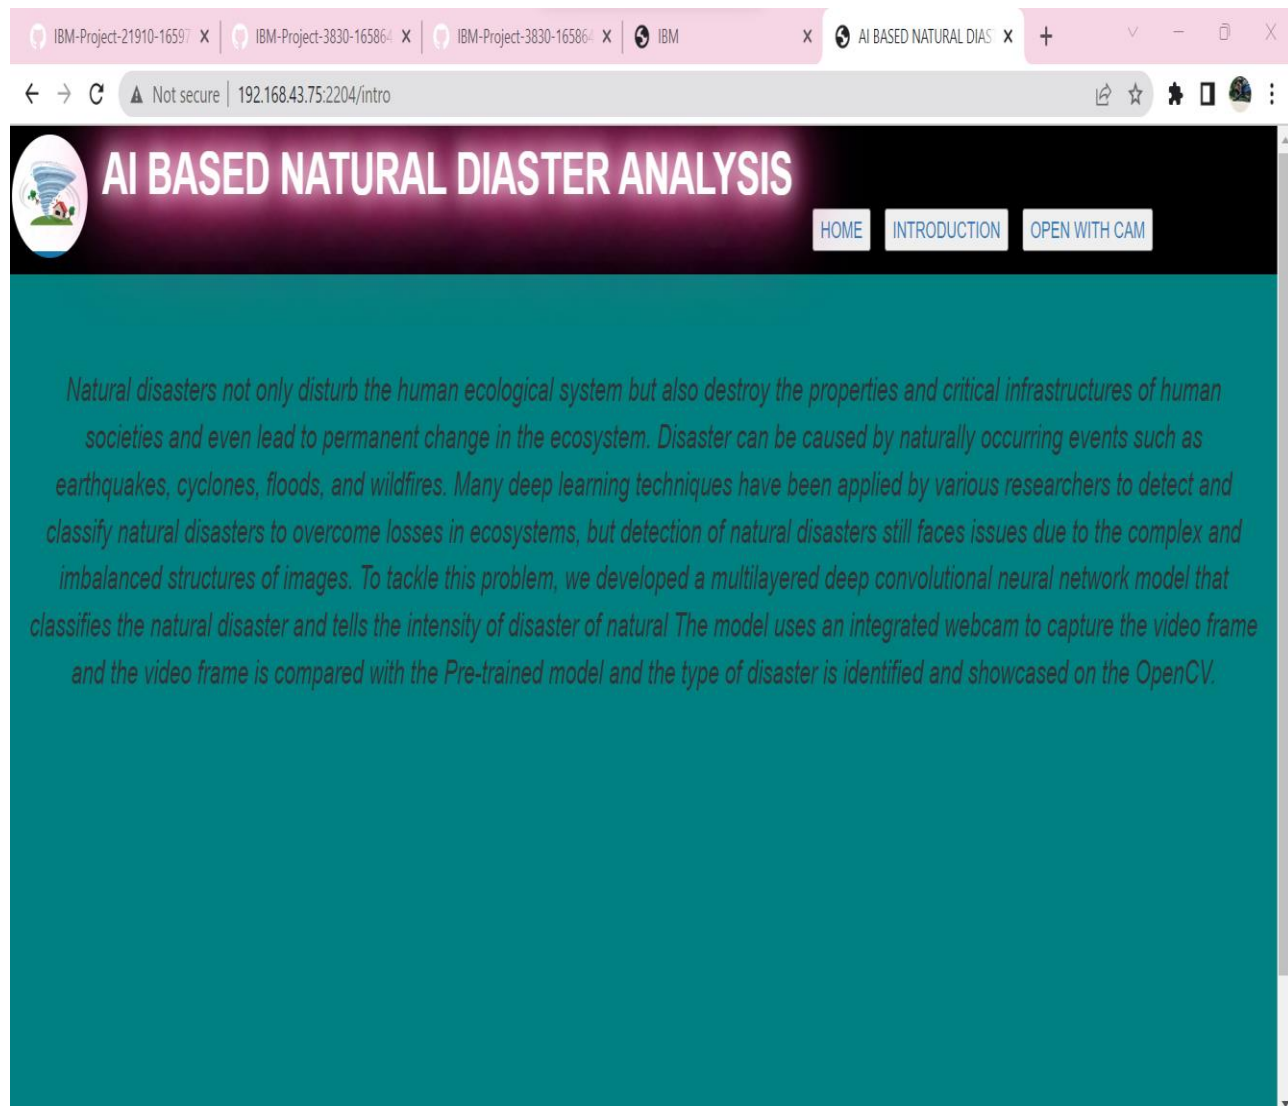 IBM-Project-21910-16597 IBM-Project-3830-165864 IBM-Project-3830-165864 IBM AI BASED NATURAL DIAS
Not secure 192.168.43.75:2204/intro
AI BASED NATURAL DIASTER ANALYSIS
HOME INTRODUCTION OPEN WITH CAM
Natural disasters not only disturb the human ecological system but also destroy the properties and critical infrastructures of human
societies and even lead to permanent change in the ecosystem. Disaster can be caused by naturally occurring events such as
earthquakes, cyclones, floods, and wildfires. Many deep learning techniques have been applied by various researchers to detect and
classify natural disasters to overcome losses in ecosystems, but detection of natural disasters still faces issues due to the complex and
imbalanced structures of images. To tackle this problem, we developed a multilayered deep convolutional neural network model that
classifies the natural disaster and tells the intensity of disaster of natural The model uses an integrated webcam to capture the video frame
and the video frame is compared with the Pre-trained model and the type of disaster is identified and showcased on the OpenCV.